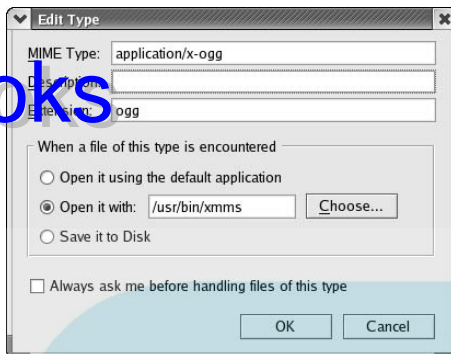 Edit Type
MIME Type: application/x-ogg
oks
Description:
Extension: ogg
When a file of this type is encountered
Open it using the default application
Open it with: /usr/bin/xmms Choose...
Save it to Disk
Always ask me before handling files of this type
OK Cancel